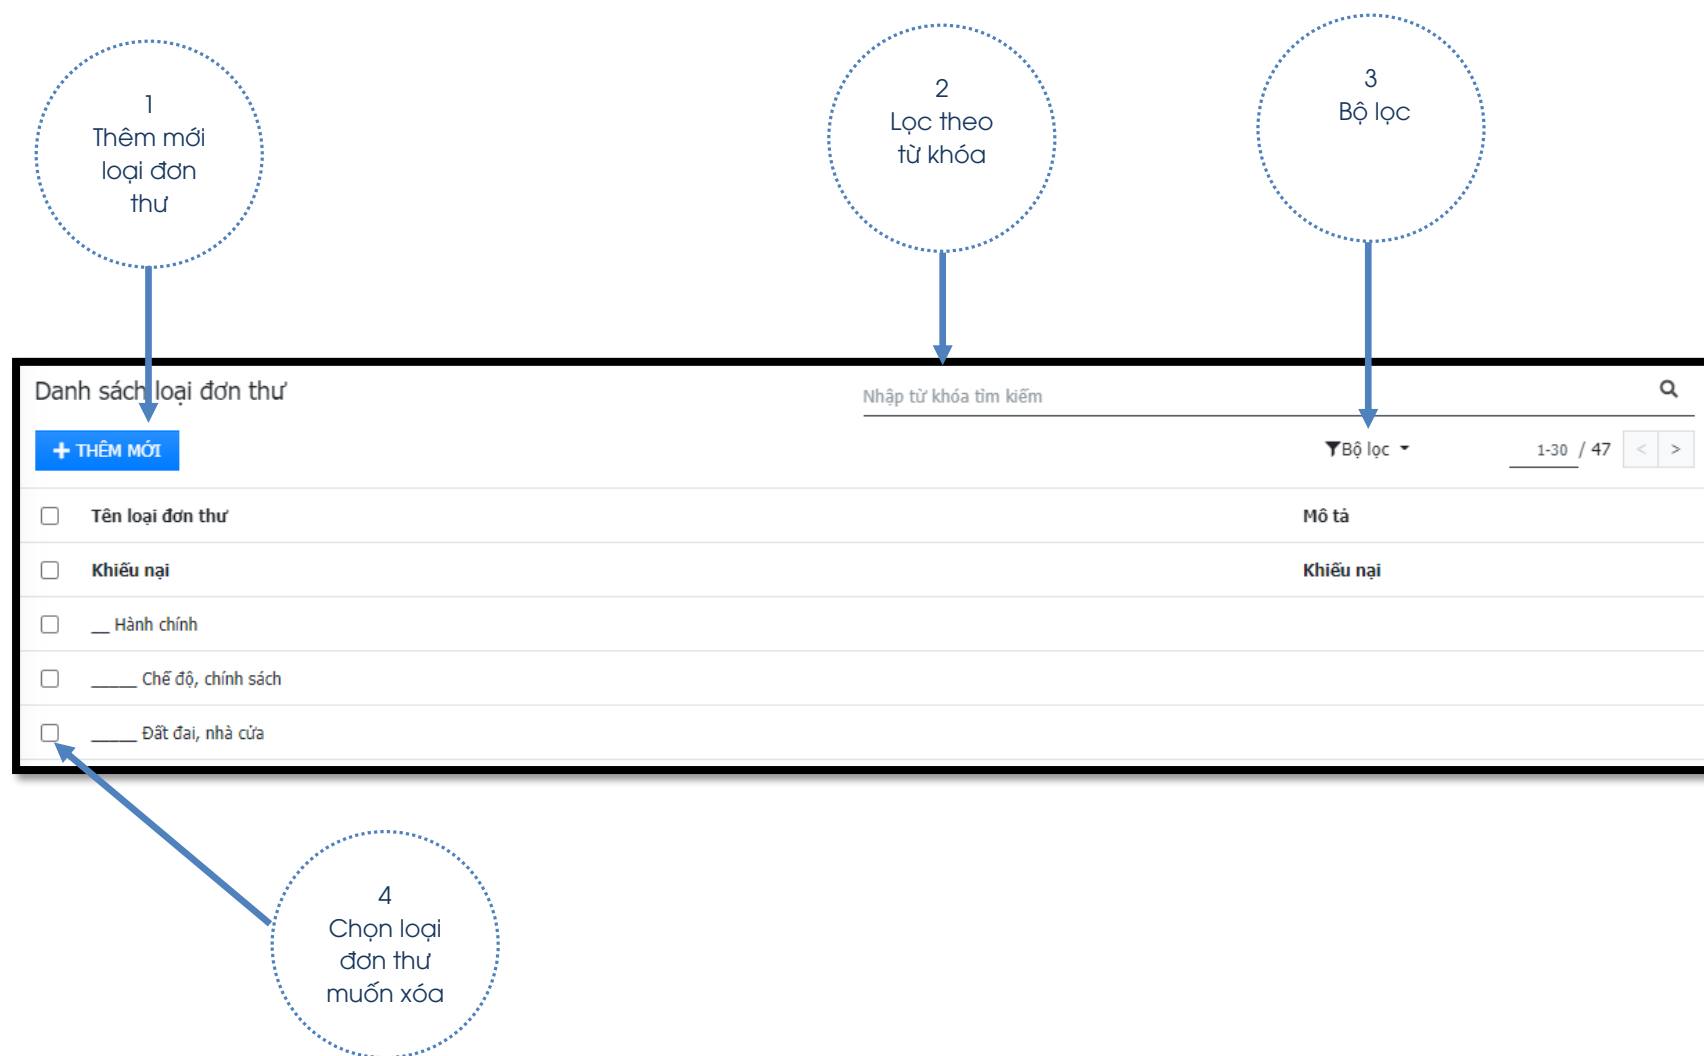 1
Thêm mới
loại đơn
thư
2
Lọc theo
từ khóa
3
Bộ lọc
Danh sách loại đơn thư
Nhập từ khóa tìm kiếm
+ THÊM MỚI
Bộ lọc
1-30 / 47 < >
Tên loại đơn thư
Mô tả
Khiếu nại
Khiếu nại
__ Hành chính
_____ Chế độ, chính sách
_____ Đất đai, nhà cửa
4
Chọn loại
đơn thư
muốn xóa